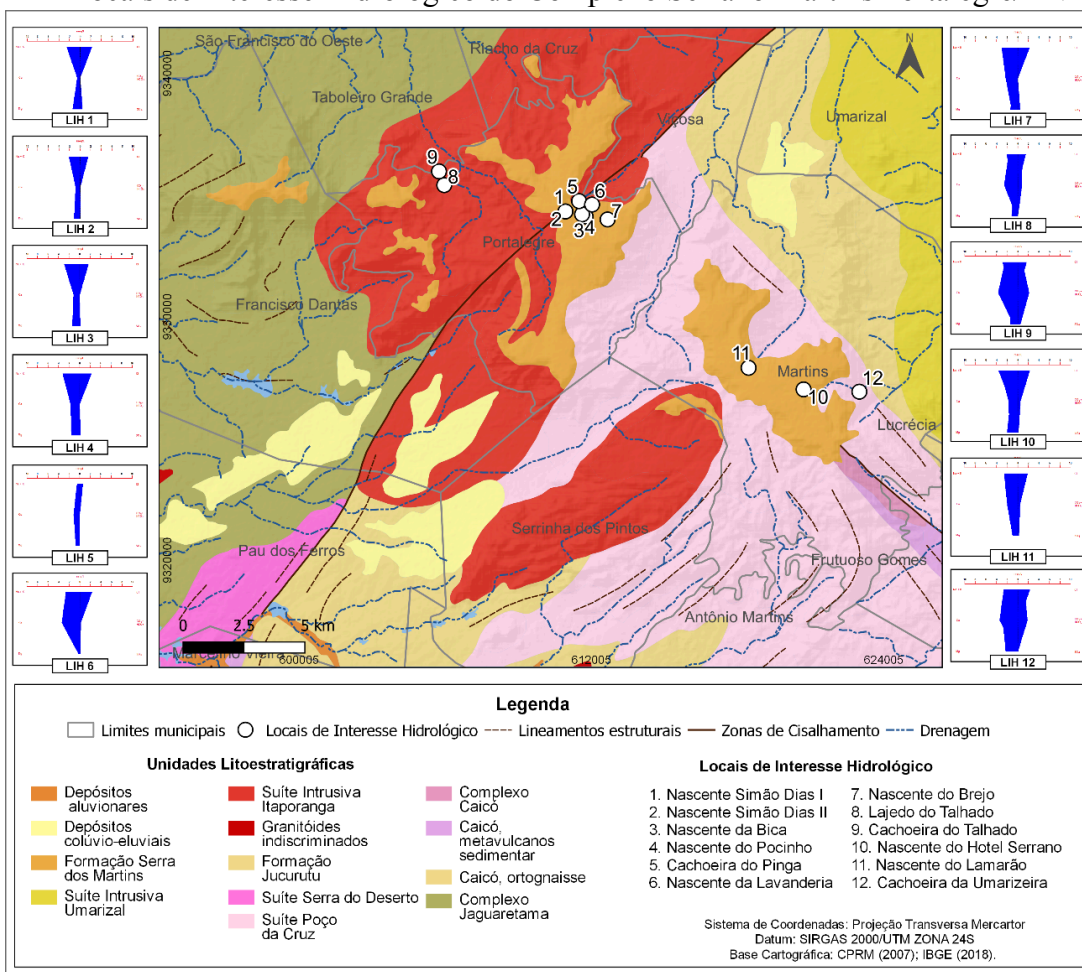 LIH 1
LIH 2
LIH 3
LIH 4
LIH 5
LIH 6
LIH 7
LIH 8
LIH 9
LIH 10
LIH 11
LIH 12
N
9340000
9320000
São Francisco do Oeste
Riacho da Cruz
Taboleiro Grande
Viçosa
Umarizal
9
8
5
6
1
2
34
7
Portalegre
Francisco Dantas
11
Martins
10
12
Lucrécia
Serrinha dos Pintos
Pau dos Ferros
Frutuoso Gomes
Antônio Martins
0 2.5 5 km
600005
612005
624005
Legenda
Limites municipais Locais de Interesse Hidrológico Lineamentos estruturais Zonas de Cisalhamento Drenagem
Unidades Litoestratigráficas
Depósitos
aluvionares
Depósitos
colúvio-eluviais
Formação Serra
dos Martins
Suíte Intrusiva
Umarizal
Suíte Intrusiva
Itaporanga
Granitóides
indiscriminados
Formação
Jucurutu
Suíte Serra do Deserto
Suíte Poço
da Cruz
Complexo
Caicó
Caicó,
metavulcanos
sedimentar
Caicó, ortognaisse
Complexo
Jaguaretama
Locais de Interesse Hidrológico
1. Nascente Simão Dias I
2. Nascente Simão Dias II
3. Nascente da Bica
4. Nascente do Pocinho
5. Cachoeira do Pinga
6. Nascente da Lavanderia
7. Nascente do Brejo
8. Lajedo do Talhado
9. Cachoeira do Talhado
10. Nascente do Hotel Serrano
11. Nascente do Lamarão
12. Cachoeira da Umarizeira
Sistema de Coordenadas: Projeção Transversa Mercartor
Datum: SIRGAS 2000/UTM ZONA 24S
Base Cartográfica: CPRM (2007); IBGE (2018).